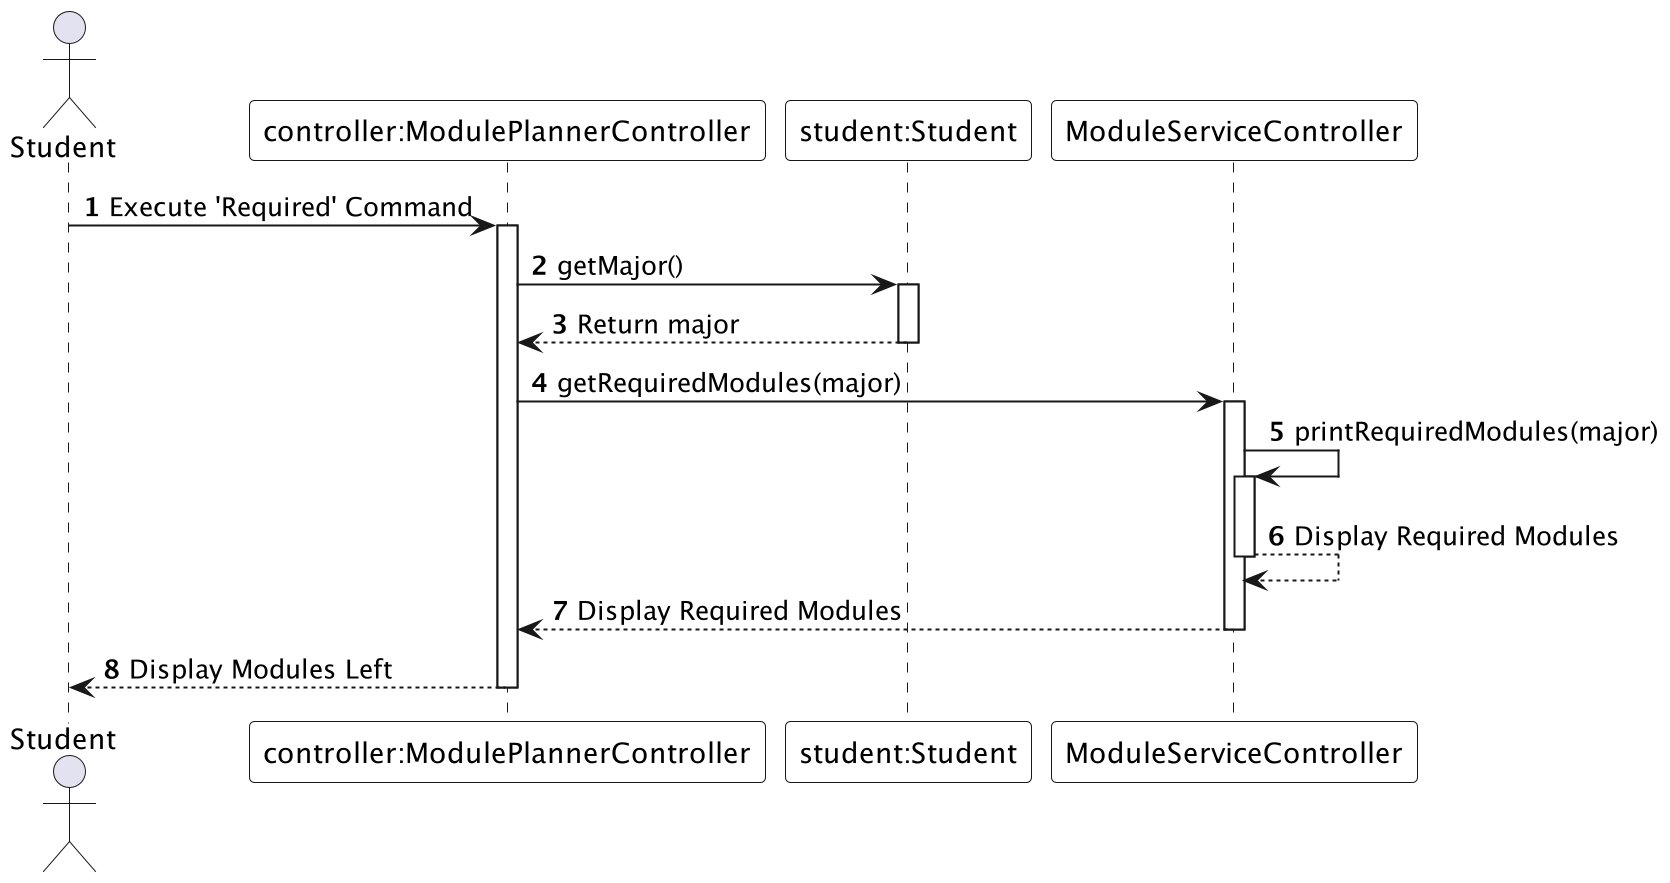 Student
controller:ModulePlannerController
student:Student
ModuleServiceController
1 Execute 'Required' Command
2 getMajor()
3 Return major
4 getRequiredModules(major)
5 printRequiredModules(major)
6 Display Required Modules
7 Display Required Modules
8 Display Modules Left
Student
controller:ModulePlannerController
student:Student
ModuleServiceController